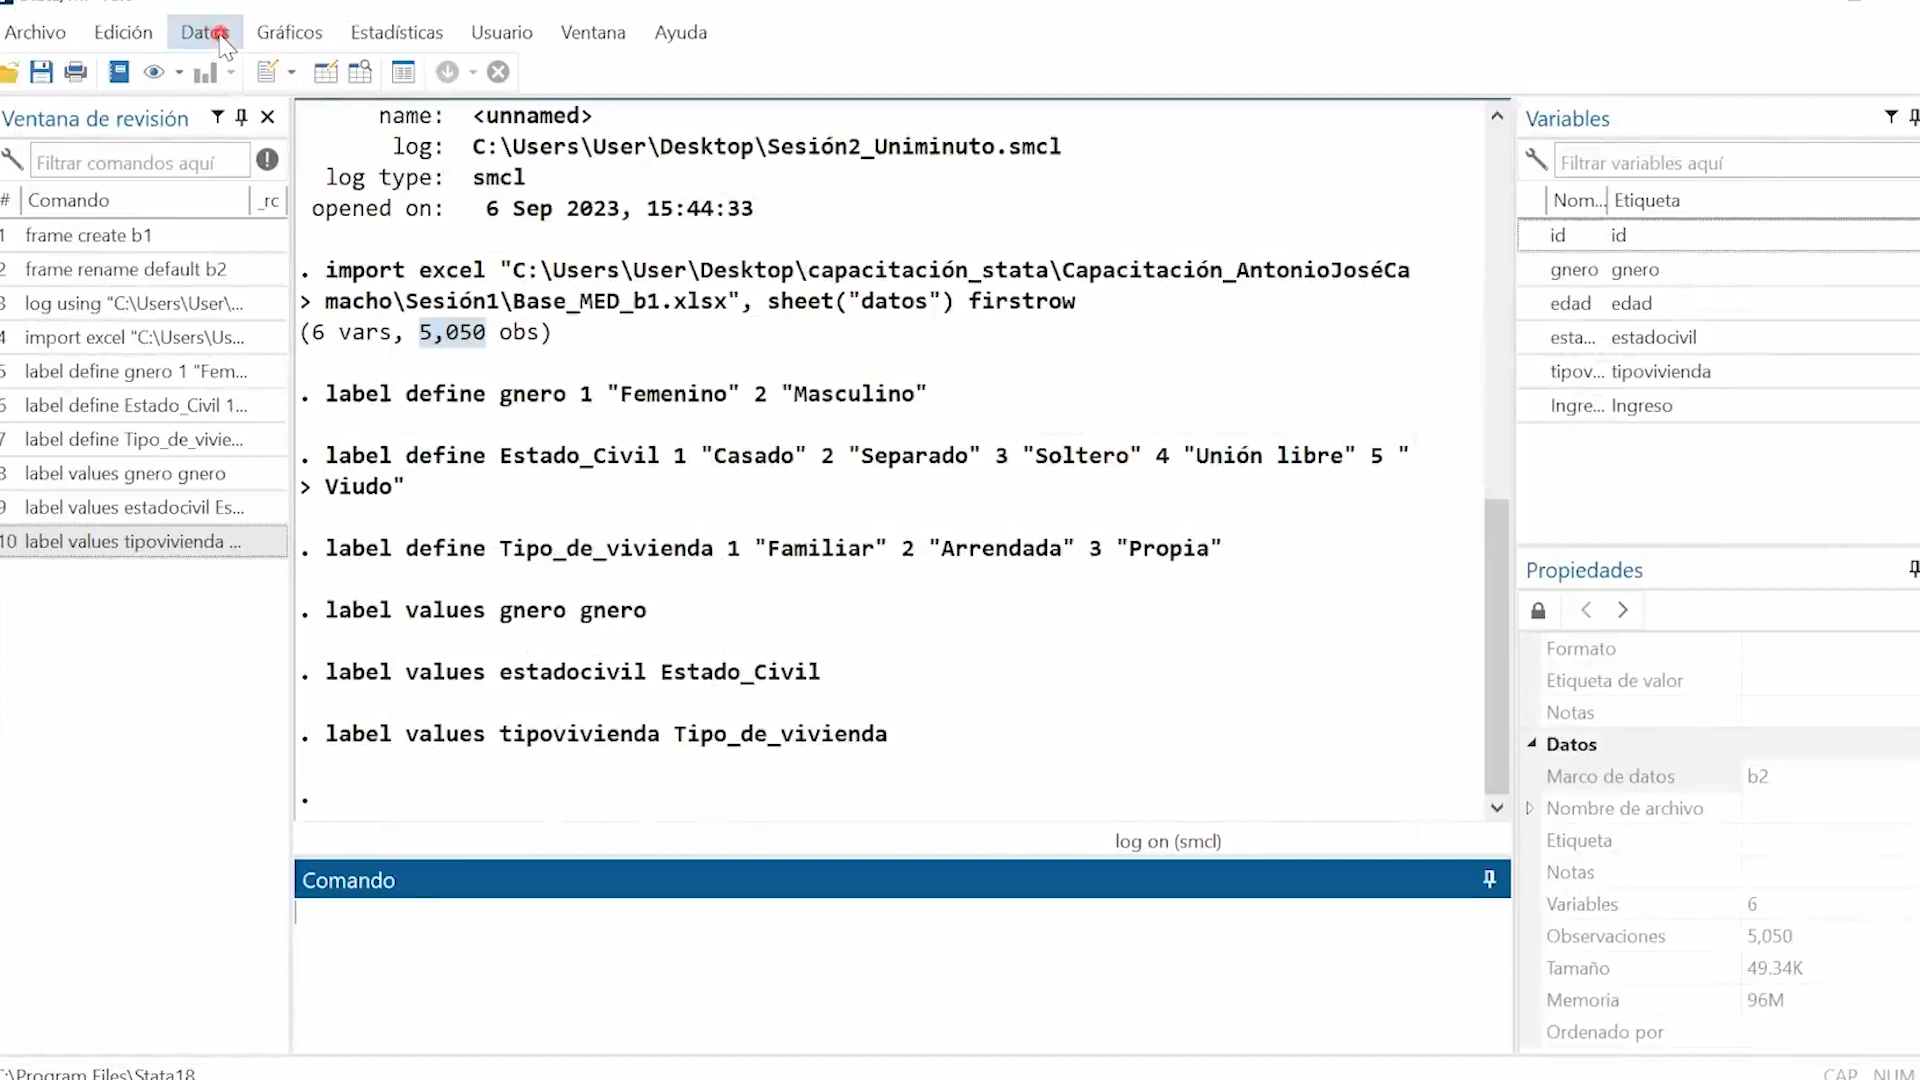 Archivo Edición Datos Gráficos Estadísticas Usuario Ventana Ayuda
Ventana de revisión
Filtrar comandos aquí
# Comando _rc
1 frame create b1
2 frame rename default b2
3 log using "C:\Users\User\...
4 import excel "C:\Users\Us...
5 label define gnero 1 "Fem...
6 label define Estado_Civil 1...
7 label define Tipo_de_vivie...
8 label values gnero gnero
9 label values estadocivil Es...
10 label values tipovivienda ...
name: <unnamed>
log: C:\Users\User\Desktop\Sesión2_Uniminuto.smcl
log type: smcl
opened on: 6 Sep 2023, 15:44:33
. import excel "C:\Users\User\Desktop\capacitación_stata\Capacitación_AntonioJoséCa
> macho\Sesión1\Base_MED_b1.xlsx", sheet("datos") firstrow
(6 vars, 5,050 obs)
. label define gnero 1 "Femenino" 2 "Masculino"
. label define Estado_Civil 1 "Casado" 2 "Separado" 3 "Soltero" 4 "Unión libre" 5 "
> Viudo"
. label define Tipo_de_vivienda 1 "Familiar" 2 "Arrendada" 3 "Propia"
. label values gnero gnero
. label values estadocivil Estado_Civil
. label values tipovivienda Tipo_de_vivienda
.
log on (smcl)
Comando
Variables
Filtrar variables aquí
Nom... Etiqueta
id id
gnero gnero
edad edad
esta... estadocivil
tipov... tipovivienda
Ingre... Ingreso
Propiedades
Formato
Etiqueta de valor
Notas
Datos
Marco de datos b2
Nombre de archivo
Etiqueta
Notas
Variables 6
Observaciones 5,050
Tamaño 49.34K
Memoria 96M
Ordenado por
C:\Program Files\Stata18
CAP NUM